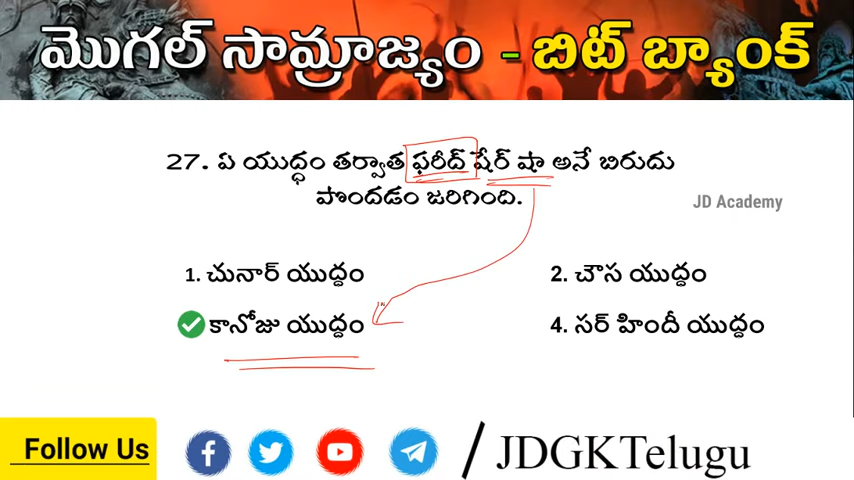 మొగల్ సామ్రాజ్యం - బిట్ బ్యాంక్
27. ఏ యుద్ధం తర్వాత ఫరీద్ షేర్ షా అనే బిరుదు
పొందడం జరిగింది.
JD Academy
1. చునార్ యుద్ధం
2. చౌస యుద్ధం
కానోజు యుద్ధం
4. సర్ హిందీ యుద్ధం
Follow Us
/JDGKTelugu